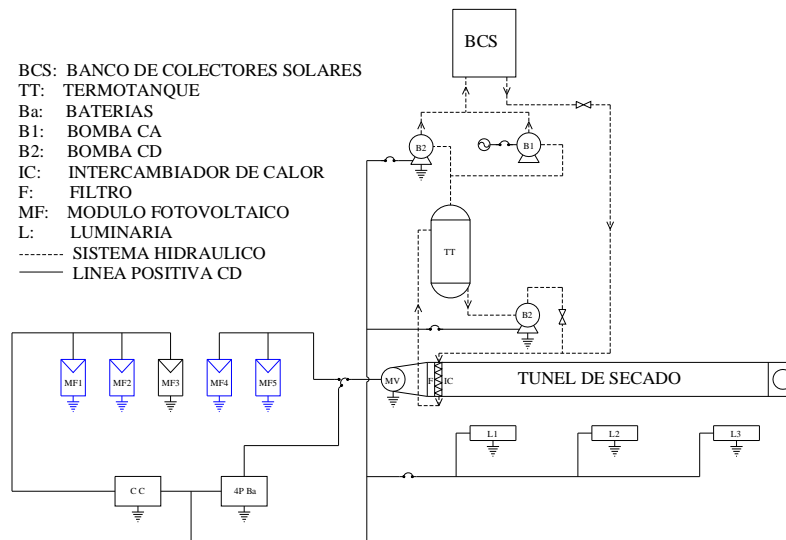 BCS
BCS: BANCO DE COLECTORES SOLARES
TT: TERMOTANQUE
Ba: BATERIAS
B1: BOMBA CA
B2: BOMBA CD
IC: INTERCAMBIADOR DE CALOR
F: FILTRO
MF: MODULO FOTOVOLTAICO
L: LUMINARIA
SISTEMA HIDRAULICO
LINEA POSITIVA CD
B2
B1
TT
B2
MF1 MF2 MF3 MF4 MF5
MV
F IC
TUNEL DE SECADO
L1 L2 L3
C C
4P Ba